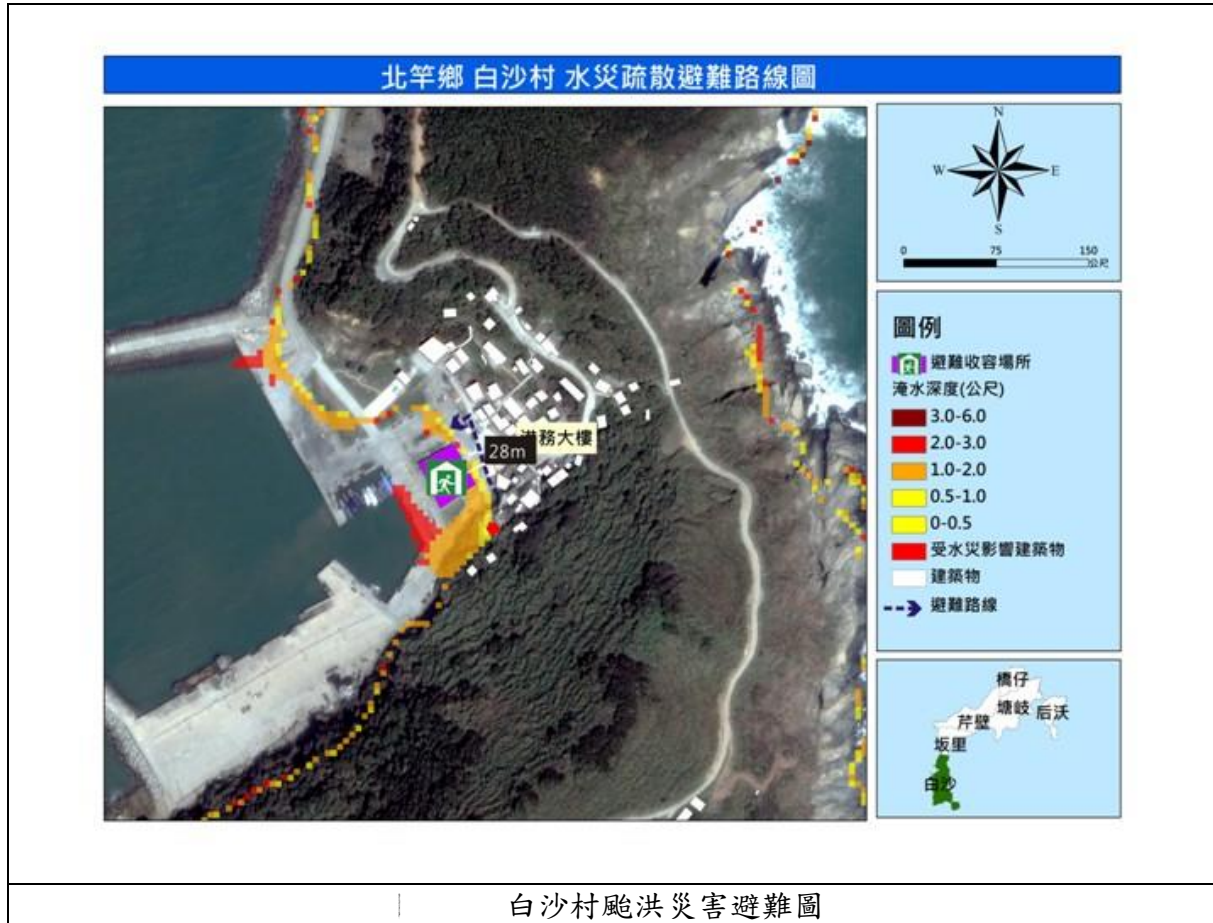 北竿鄉 白沙村 水災疏散避難路線圖
N
W
E
S
0
75
150
公尺
圖例
避難收容場所
淹水深度(公尺)
3.0-6.0
2.0-3.0
1.0-2.0
0.5-1.0
0-0.5
受水災影響建築物
建築物
避難路線
務大樓
28m
橋仔
塘岐
后沃
芹壁
坂里
白沙
白沙村颱洪災害避難圖